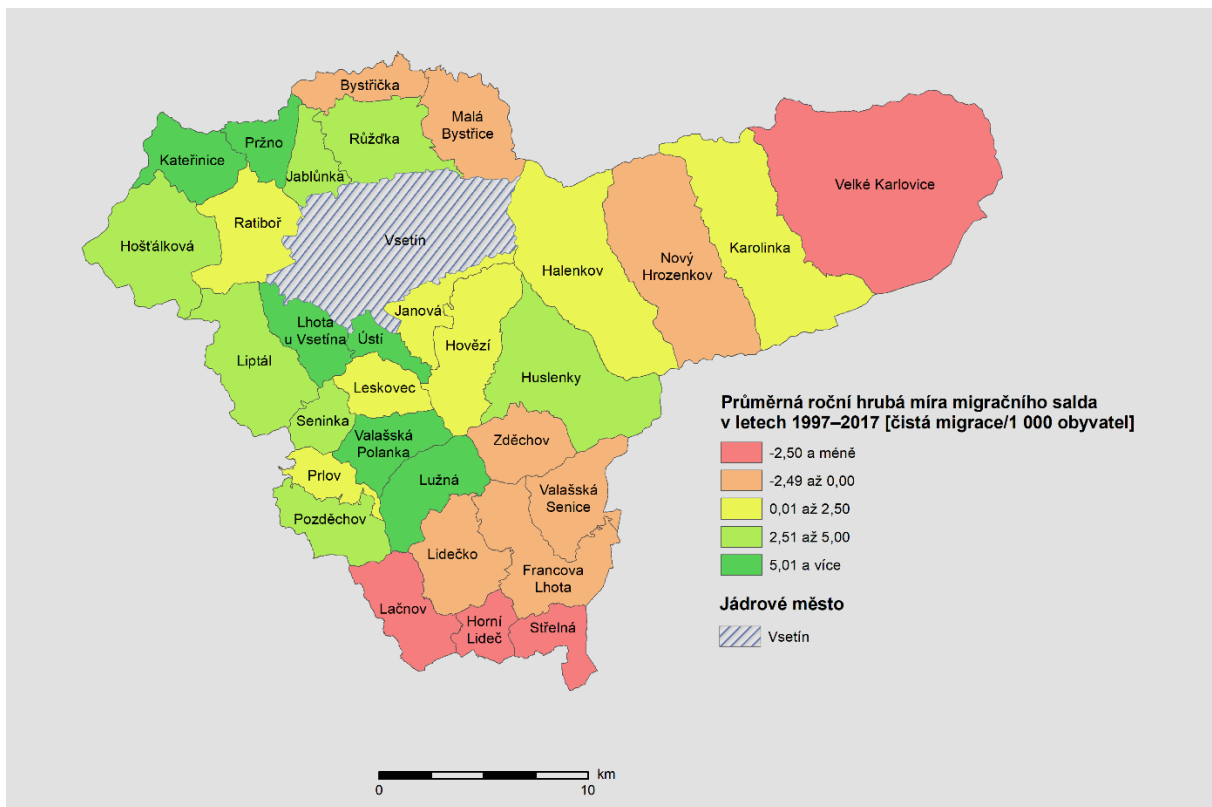 Bystřička
Malá
Bystřice
Pržno
Růžďka
Kateřinice
Jablůnka
Velké Karlovice
Ratiboř
Hošťálková
Vsetín
Karolinka
Nový
Hrozenkov
Halenkov
Janová
Lhota
u Vsetína
Ústí
Hovězí
Liptál
Huslenky
Leskovec
Seninka
Valašská
Polanka
Zděchov
Prlov
Lužná
Valašská
Senice
Pozděchov
Lidečko
Francova
Lhota
Lačnov
Horní
Lideč
Střelná
Průměrná roční hrubá míra migračního salda
v letech 1997–2017 [čistá migrace/1 000 obyvatel]
-2,50 a méně
-2,49 až 0,00
0,01 až 2,50
2,51 až 5,00
5,01 a více
Jádrové město
Vsetín
km
0 10